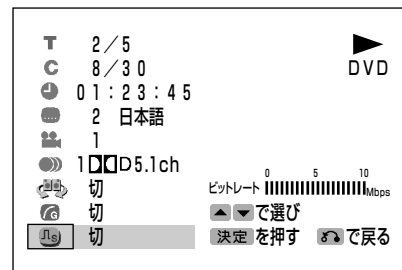 T 2/5
C 8/30
DVD
01:23:45
2 日本語
1
1 D 5.1ch
切
ビットレート 0 5 10 Mbps
切
▲ ▼ で選び
切
決定 を押す で戻る